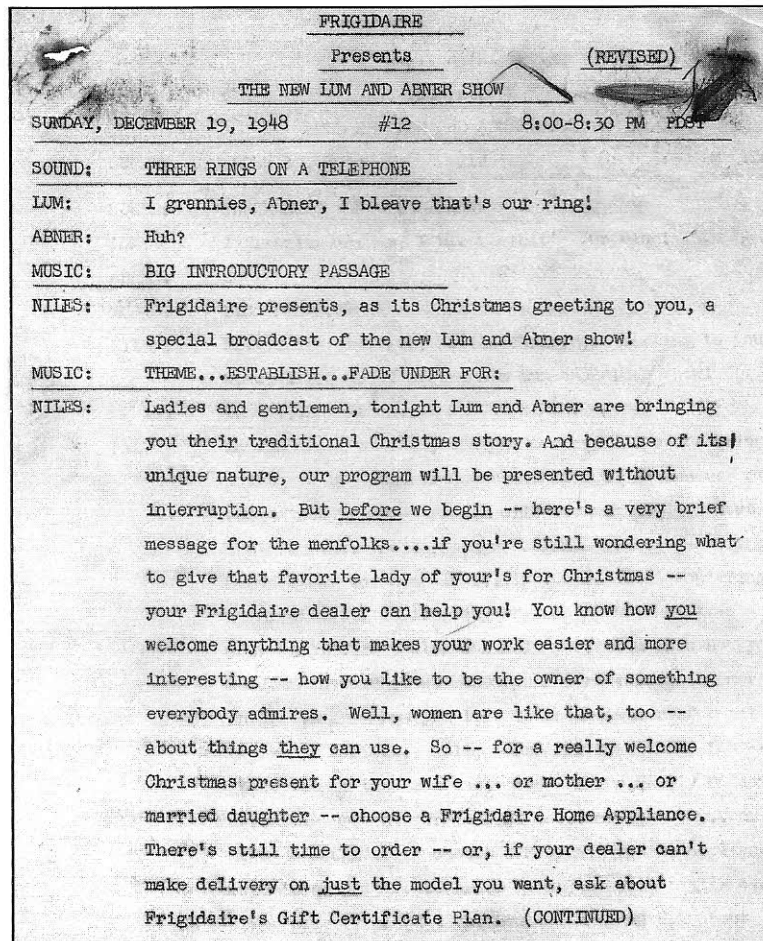 FRIGIDAIRE
Presents
(REVISED)
THE NEW LUM AND ABNER SHOW
SUNDAY, DECEMBER 19, 1948 #12 8:00-8:30 PM PDST
SOUND: THREE RINGS ON A TELEPHONE
LUM: I grannies, Abner, I bleave that's our ring!
ABNER: Huh?
MUSIC: BIG INTRODUCTORY PASSAGE
NILES: Frigidaire presents, as its Christmas greeting to you, a
special broadcast of the new Lum and Abner show!
MUSIC: THEME...ESTABLISH...FADE UNDER FOR:
NILES: Ladies and gentlemen, tonight Lum and Abner are bringing
you their traditional Christmas story. And because of its
unique nature, our program will be presented without
interruption. But before we begin -- here's a very brief
message for the menfolks....if you're still wondering what
to give that favorite lady of your's for Christmas --
your Frigidaire dealer can help you! You know how you
welcome anything that makes your work easier and more
interesting -- how you like to be the owner of something
everybody admires. Well, women are like that, too --
about things they can use. So -- for a really welcome
Christmas present for your wife ... or mother ... or
married daughter -- choose a Frigidaire Home Appliance.
There's still time to order -- or, if your dealer can't
make delivery on just the model you want, ask about
Frigidaire's Gift Certificate Plan. (CONTINUED)